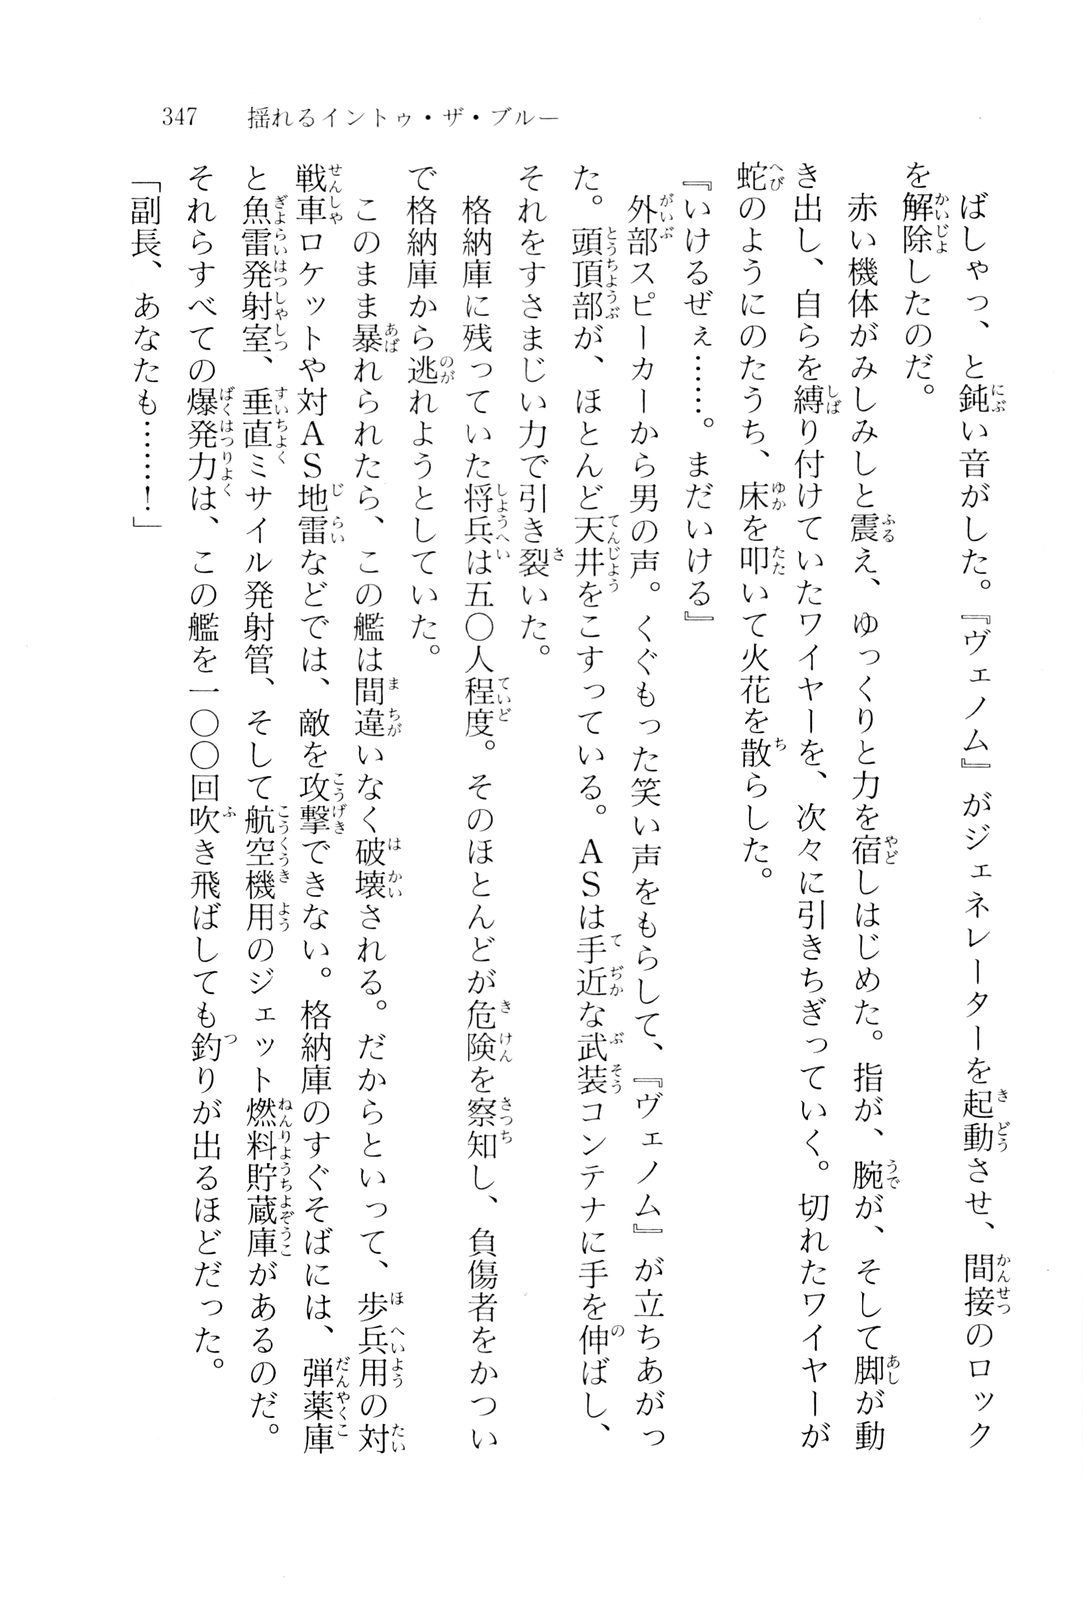 347　揺れるイントゥ・ザ・ブルー
　ばしゃっ、と鈍い音がした。『ヴェノム』がジェネレーターを起動させ、間接のロック
を解除したのだ。
　赤い機体がみしみしと震え、ゆっくりと力を宿しはじめた。指が、腕が、そして脚が動
き出し、自らを縛り付けていたワイヤーを、次々に引きちぎっていく。切れたワイヤーが
蛇のようにのたうち、床を叩いて火花を散らした。
『いけるぜぇ……。まだいける』
　外部スピーカーから男の声。くぐもった笑い声をもらして、『ヴェノム』が立ちあがっ
た。頭頂部が、ほとんど天井をこすっている。ＡＳは手近な武装コンテナに手を伸ばし、
それをすさまじい力で引き裂いた。
　格納庫に残っていた将兵は五〇人程度。そのほとんどが危険を察知し、負傷者をかつい
で格納庫から逃れようとしていた。
　このまま暴れられたら、この艦は間違いなく破壊される。だからといって、歩兵用の対
戦車ロケットや対ＡＳ地雷などでは、敵を攻撃できない。格納庫のすぐそばには、弾薬庫
と魚雷発射室、垂直ミサイル発射管、そして航空機用のジェット燃料貯蔵庫があるのだ。
それらすべての爆発力は、この艦を一〇〇回吹き飛ばしても釣りが出るほどだった。
「副長、あなたも……！」